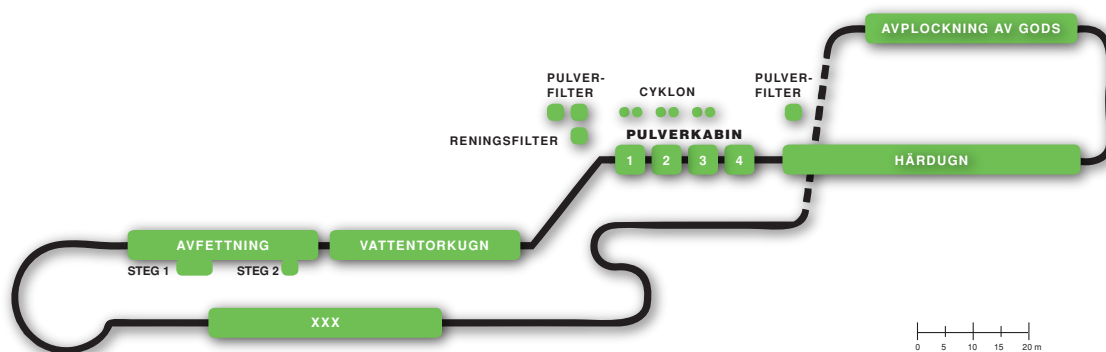 AVPLOCKNING AV GODS
PULVER-
FILTER
CYKLON
PULVER-
FILTER
RENINGSFILTER
PULVERKABIN
1 2 3 4
HÄRDUGN
AVFETTNING
VATTENTORKUGN
STEG 1
STEG 2
XXX
0 5 10 15 20 m